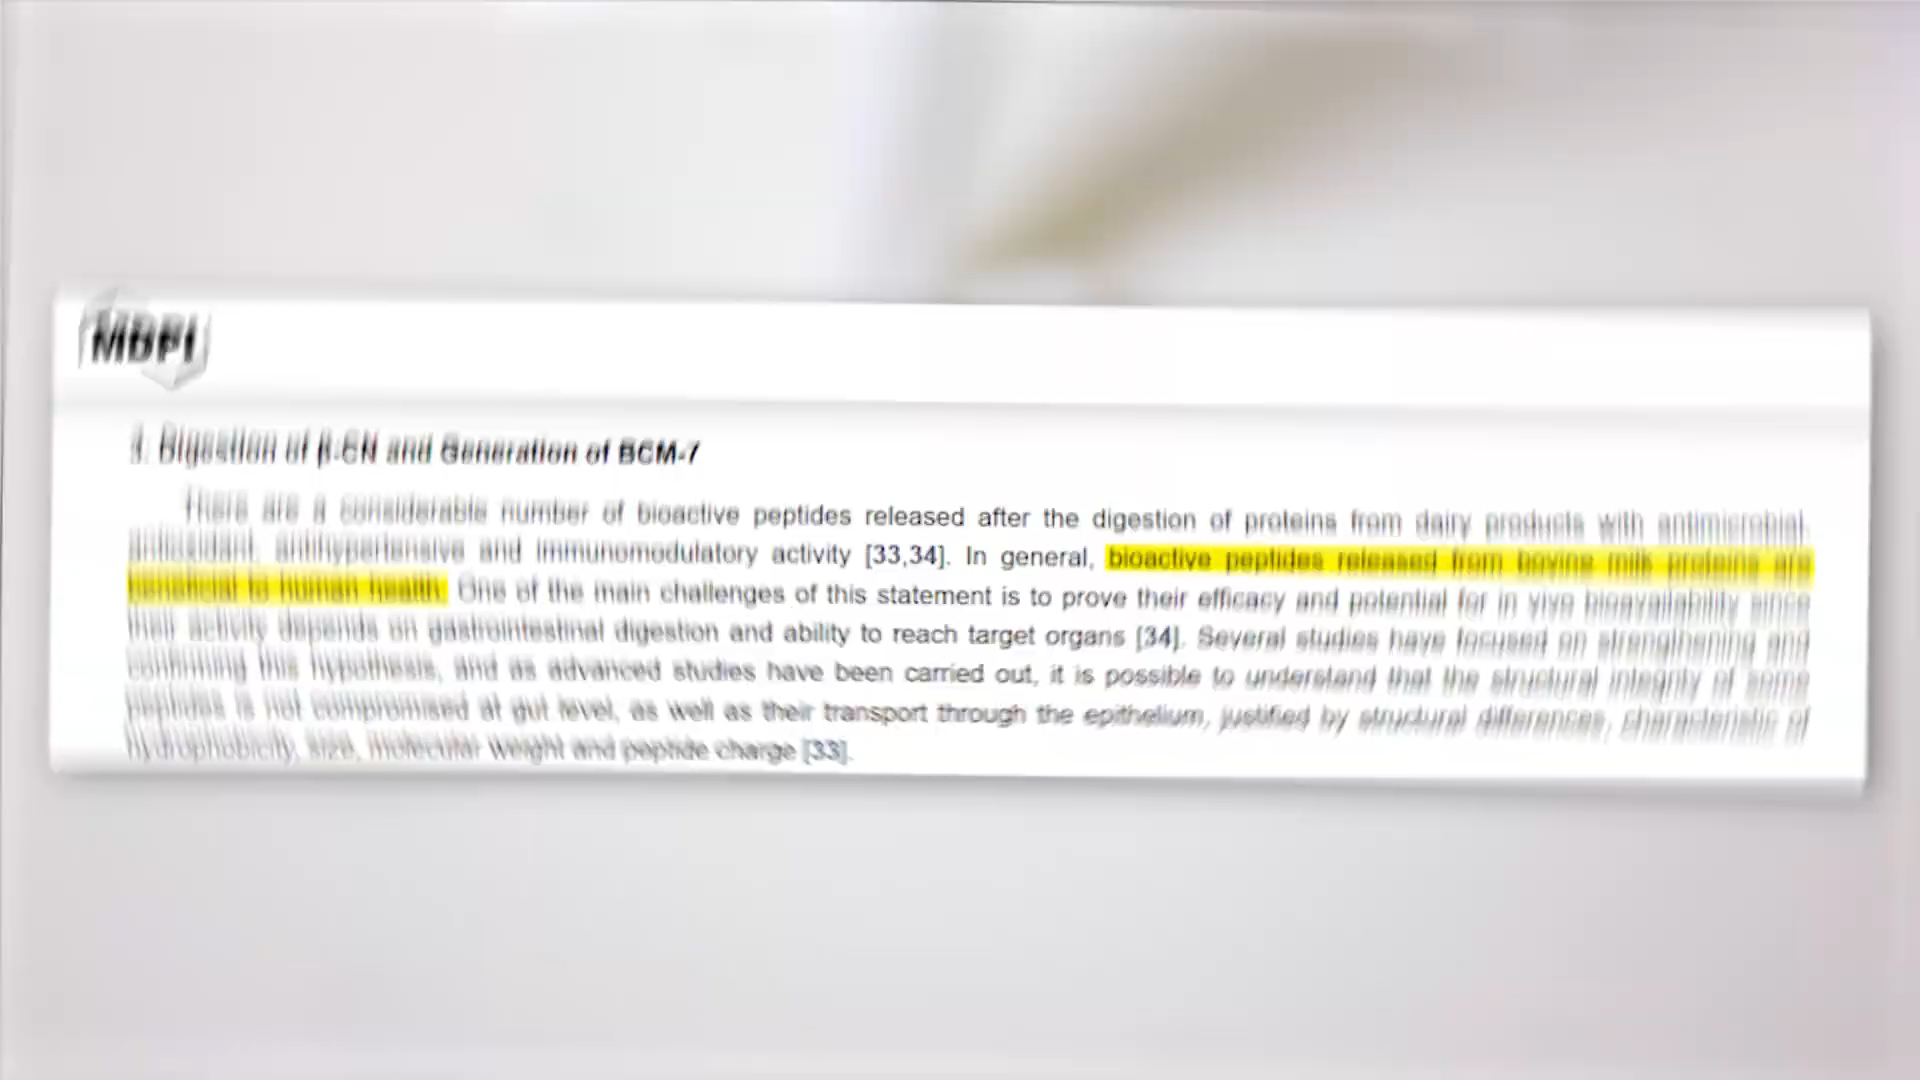 MDPI
3. Digestion of β-CN and Generation of BCM-7
There are a considerable number of bioactive peptides released after the digestion of proteins from dairy products with antimicrobial,
antioxidant, antihypertensive and immunomodulatory activity [33,34]. In general, bioactive peptides released from bovine milk proteins are
beneficial to human health. One of the main challenges of this statement is to prove their efficacy and potential for in vivo bioavailability since
their activity depends on gastrointestinal digestion and ability to reach target organs [34]. Several studies have focused on strengthening and
confirming this hypothesis, and as advanced studies have been carried out, it is possible to understand that the structural integrity of some
peptides is not compromised at gut level, as well as their transport through the epithelium, justified by structural differences, characteristic of
hydrophobicity, size, molecular weight and peptide charge [33].